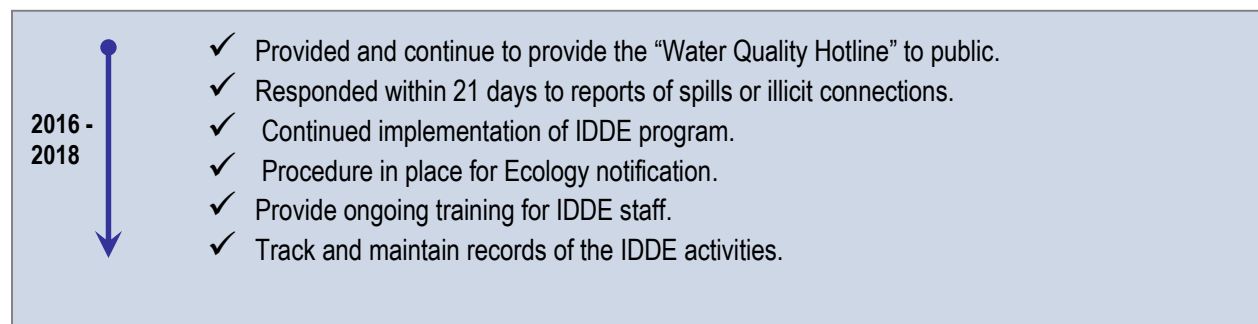 ✓ Provided and continue to provide the “Water Quality Hotline” to public.
✓ Responded within 21 days to reports of spills or illicit connections.
2016 -
2018
✓ Continued implementation of IDDE program.
✓ Procedure in place for Ecology notification.
✓ Provide ongoing training for IDDE staff.
✓ Track and maintain records of the IDDE activities.